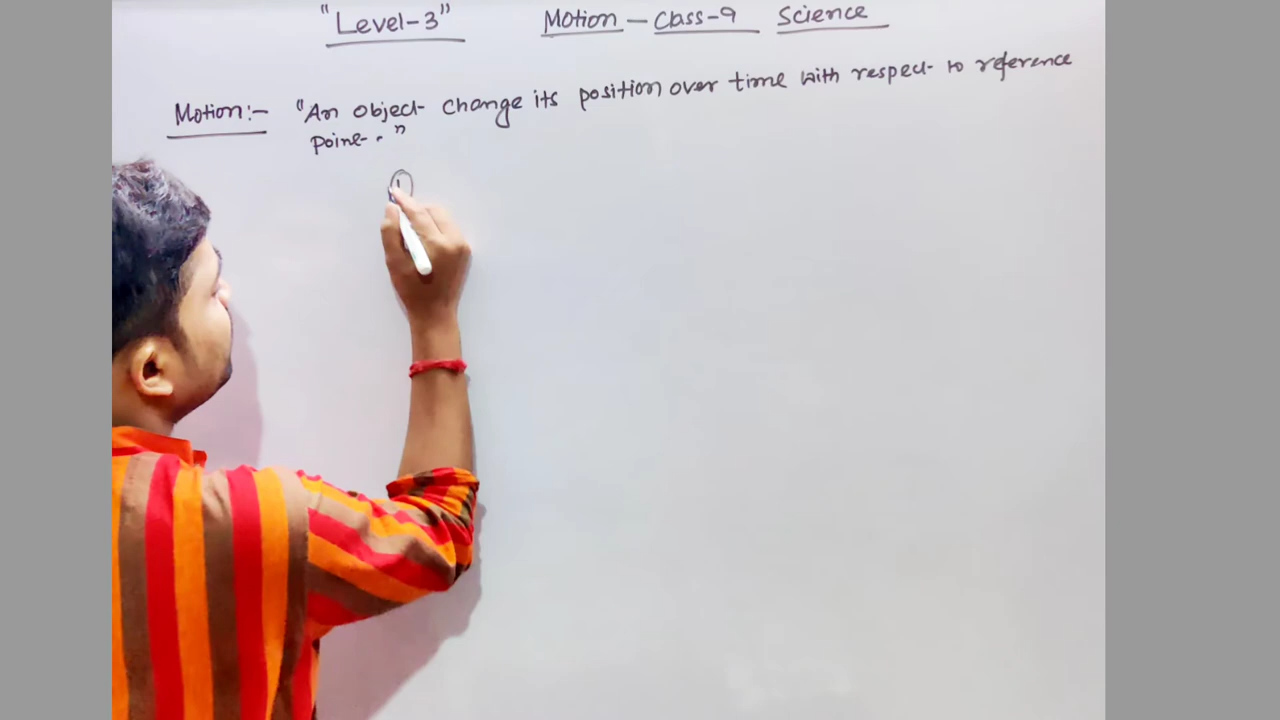 "Level-3" Motion - Class-9 Science
Motion:- "An object change its position over time with respect to reference
point."